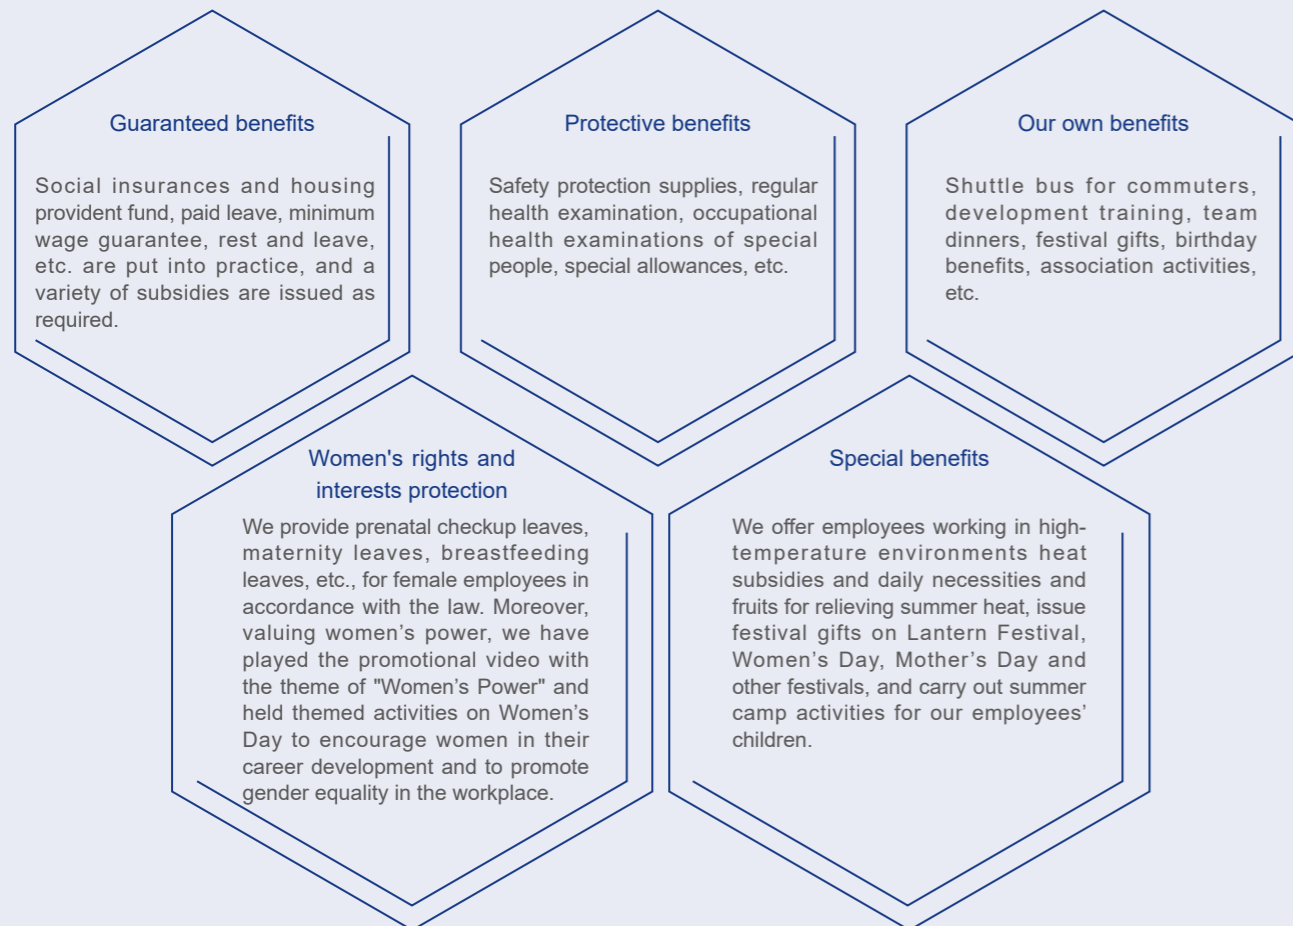 Guaranteed benefits
Social insurances and housing
provident fund, paid leave, minimum
wage guarantee, rest and leave,
etc. are put into practice, and a
variety of subsidies are issued as
required.
Protective benefits
Safety protection supplies, regular
health examination, occupational
health examinations of special
people, special allowances, etc.
Our own benefits
Shuttle bus for commuters,
development training, team
dinners, festival gifts, birthday
benefits, association activities,
etc.
Women's rights and
interests protection
We provide prenatal checkup leaves,
maternity leaves, breastfeeding
leaves, etc., for female employees in
accordance with the law. Moreover,
valuing women’s power, we have
played the promotional video with
the theme of "Women’s Power" and
held themed activities on Women’s
Day to encourage women in their
career development and to promote
gender equality in the workplace.
Special benefits
We offer employees working in high-
temperature environments heat
subsidies and daily necessities and
fruits for relieving summer heat, issue
festival gifts on Lantern Festival,
Women’s Day, Mother’s Day and
other festivals, and carry out summer
camp activities for our employees’
children.